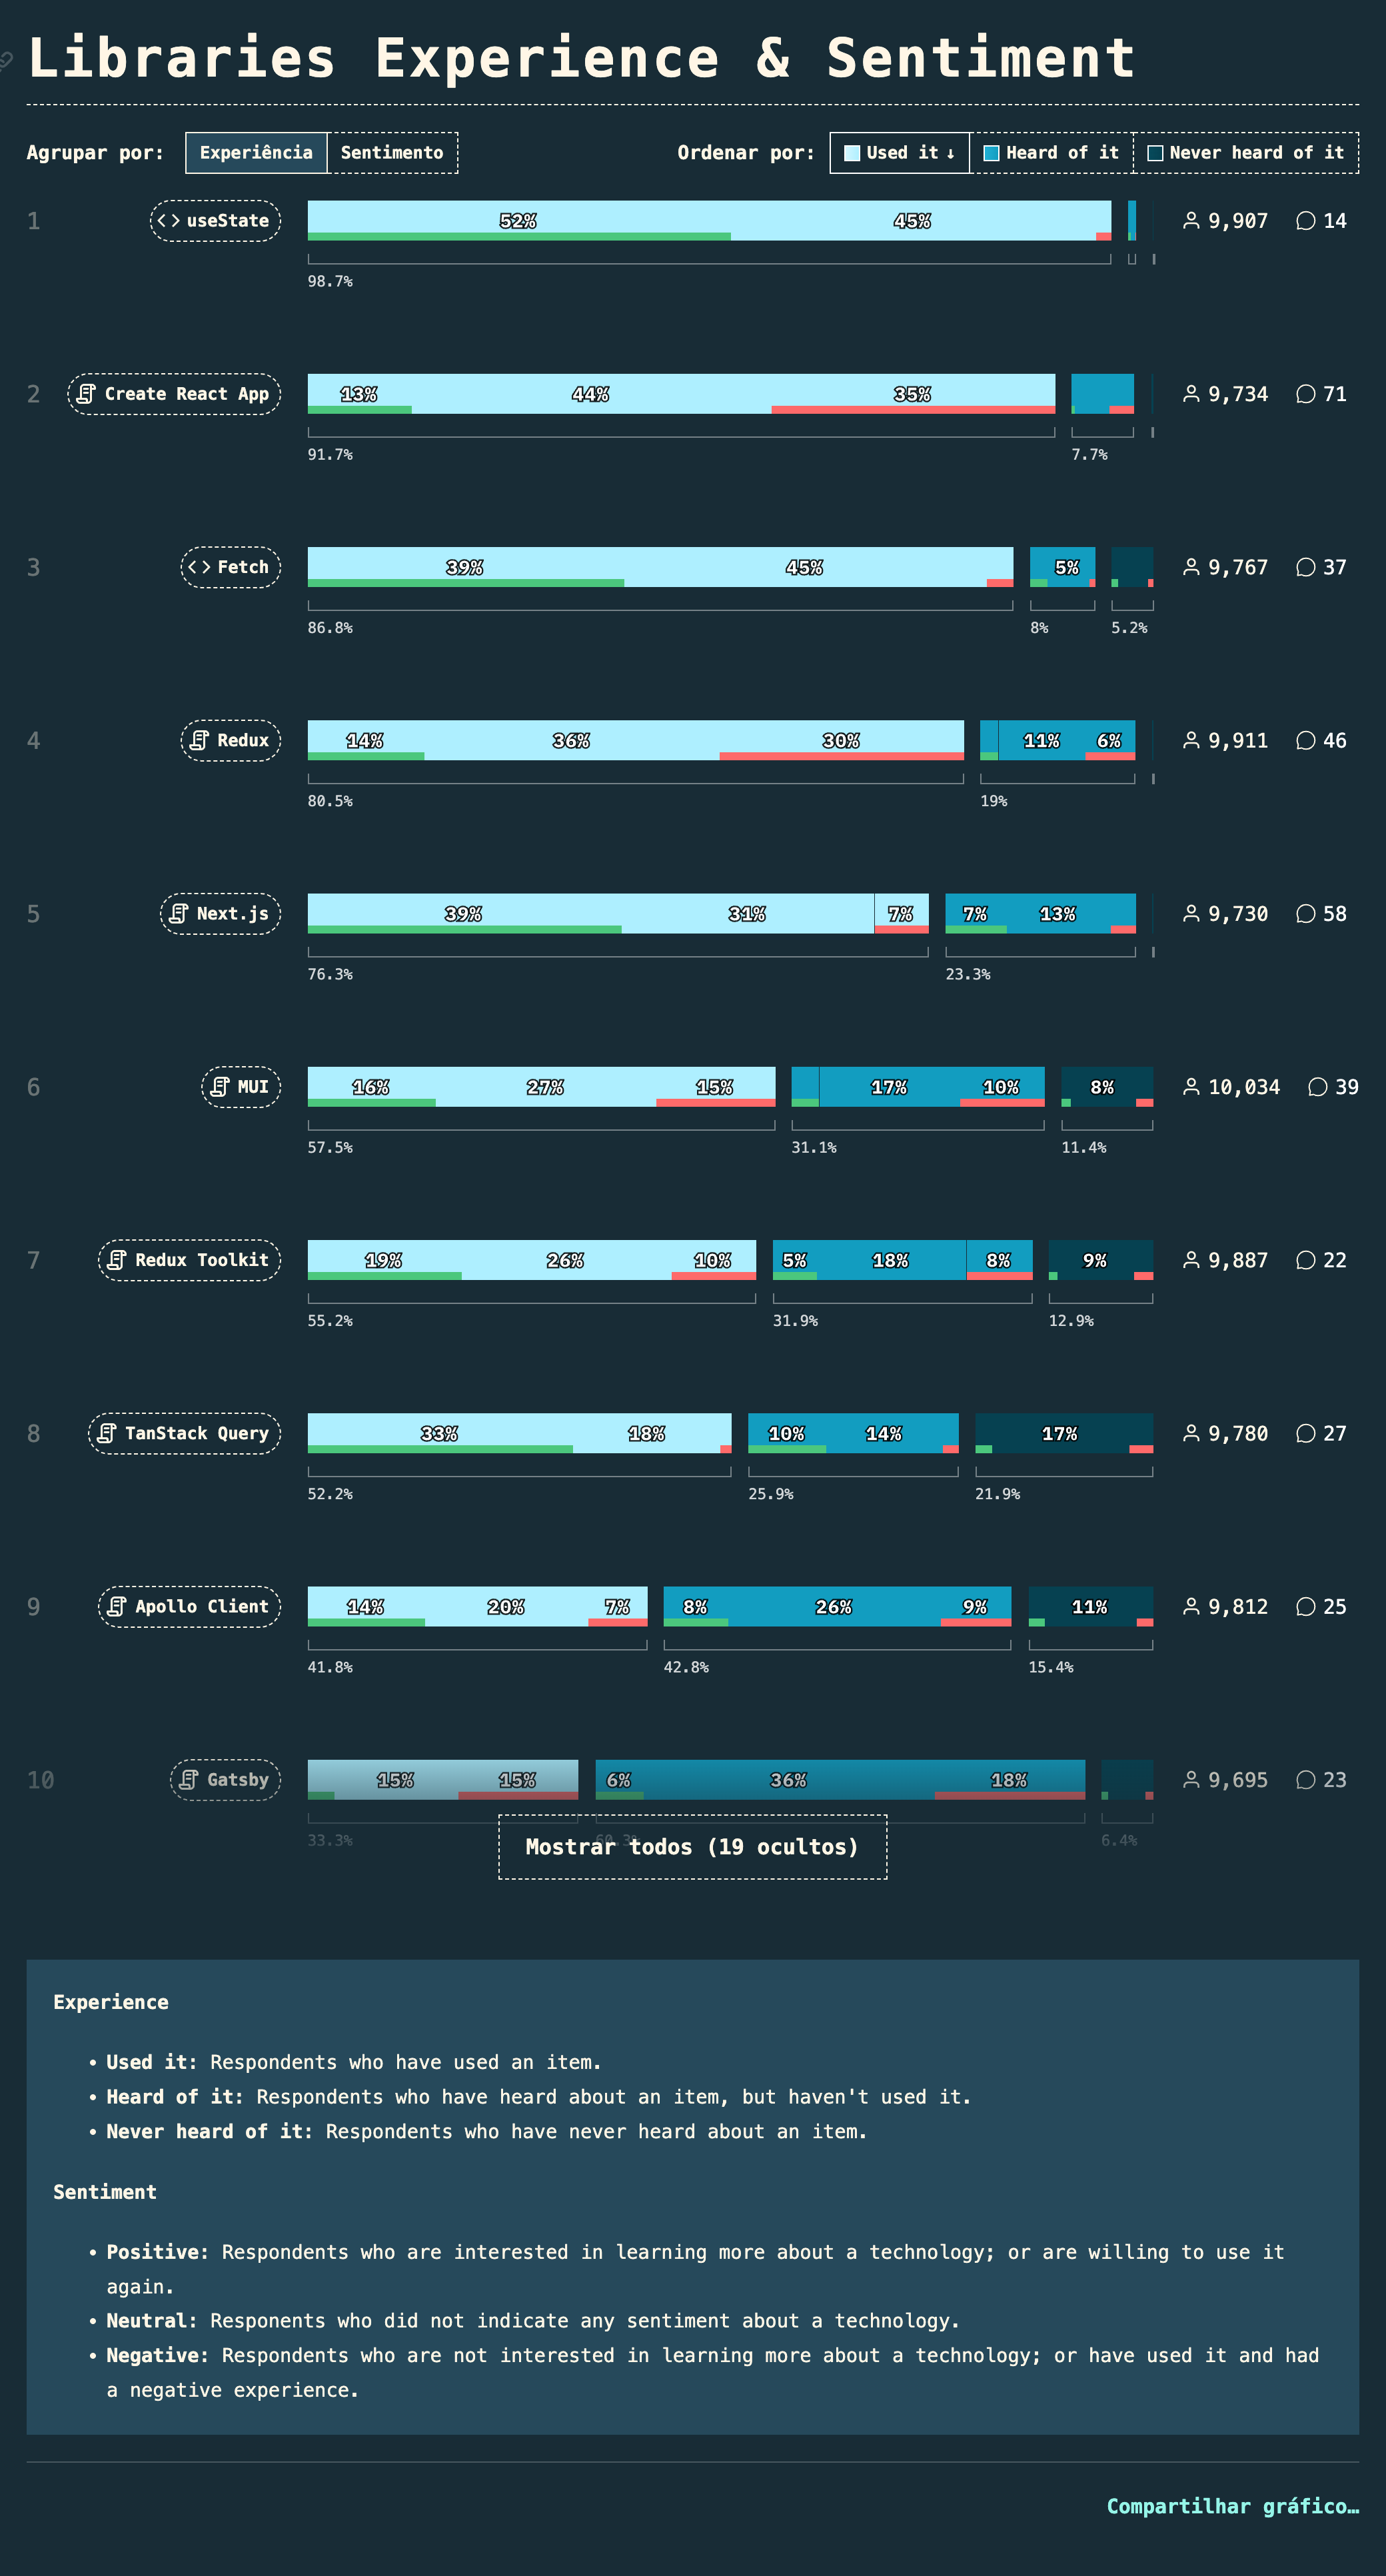 Libraries Experience & Sentiment
Agrupar por: Experiência Sentimento Ordenar por: Used it ↓ Heard of it Never heard of it
1 useState 52% 45% 9,907 14
98.7%
2 Create React App 13% 44% 35% 9,734 71
91.7% 7.7%
3 Fetch 39% 45% 5% 9,767 37
86.8% 8% 5.2%
4 Redux 14% 36% 30% 11% 6% 9,911 46
80.5% 19%
5 Next.js 39% 31% 7% 7% 13% 9,730 58
76.3% 23.3%
6 MUI 16% 27% 15% 17% 10% 8% 10,034 39
57.5% 31.1% 11.4%
7 Redux Toolkit 19% 26% 10% 5% 18% 8% 9% 9,887 22
55.2% 31.9% 12.9%
8 TanStack Query 33% 18% 10% 14% 17% 9,780 27
52.2% 25.9% 21.9%
9 Apollo Client 14% 20% 7% 8% 26% 9% 11% 9,812 25
41.8% 42.8% 15.4%
10 Gatsby 15% 15% 6% 36% 18% 9,695 23
33.3% 60.3% 6.4%
Mostrar todos (19 ocultos)
Experience
• Used it: Respondents who have used an item.
• Heard of it: Respondents who have heard about an item, but haven't used it.
• Never heard of it: Respondents who have never heard about an item.
Sentiment
• Positive: Respondents who are interested in learning more about a technology; or are willing to use it
again.
• Neutral: Responents who did not indicate any sentiment about a technology.
• Negative: Respondents who are not interested in learning more about a technology; or have used it and had
a negative experience.
Compartilhar gráfico…